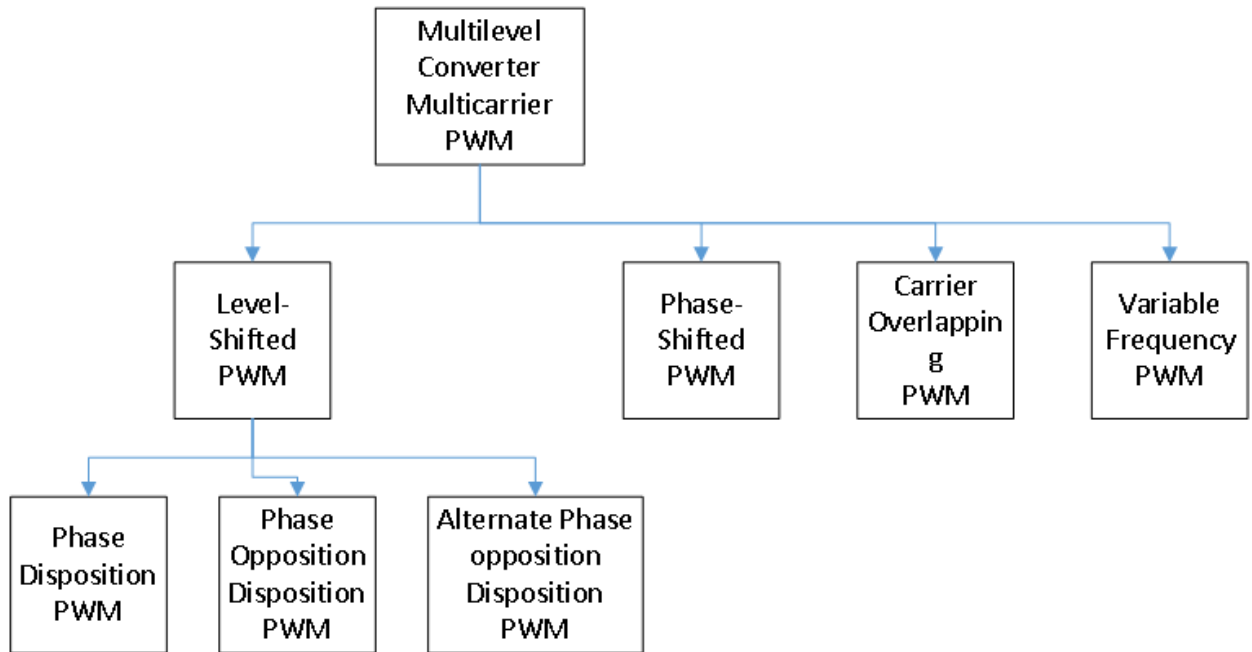 Multilevel
Converter
Multicarrier
PWM
Level-
Shifted
PWM
Phase-
Shifted
PWM
Carrier
Overlappin
g
PWM
Variable
Frequency
PWM
Phase
Disposition
PWM
Phase
Opposition
Disposition
PWM
Alternate Phase
opposition
Disposition
PWM